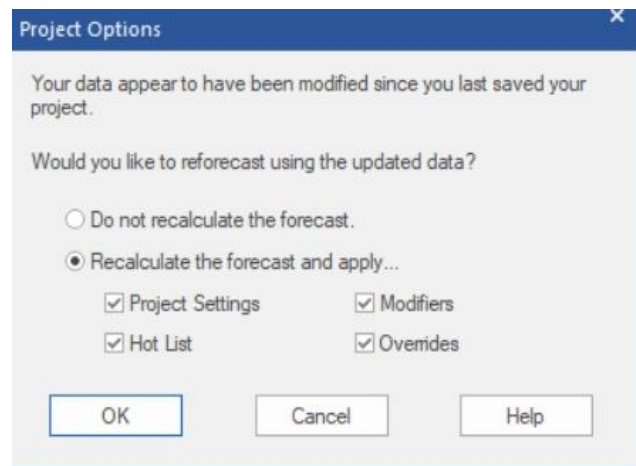 Project Options
Your data appear to have been modified since you last saved your
project.
Would you like to reforecast using the updated data?
Do not recalculate the forecast.
Recalculate the forecast and apply...
Project Settings
Modifiers
Hot List
Overrides
OK
Cancel
Help